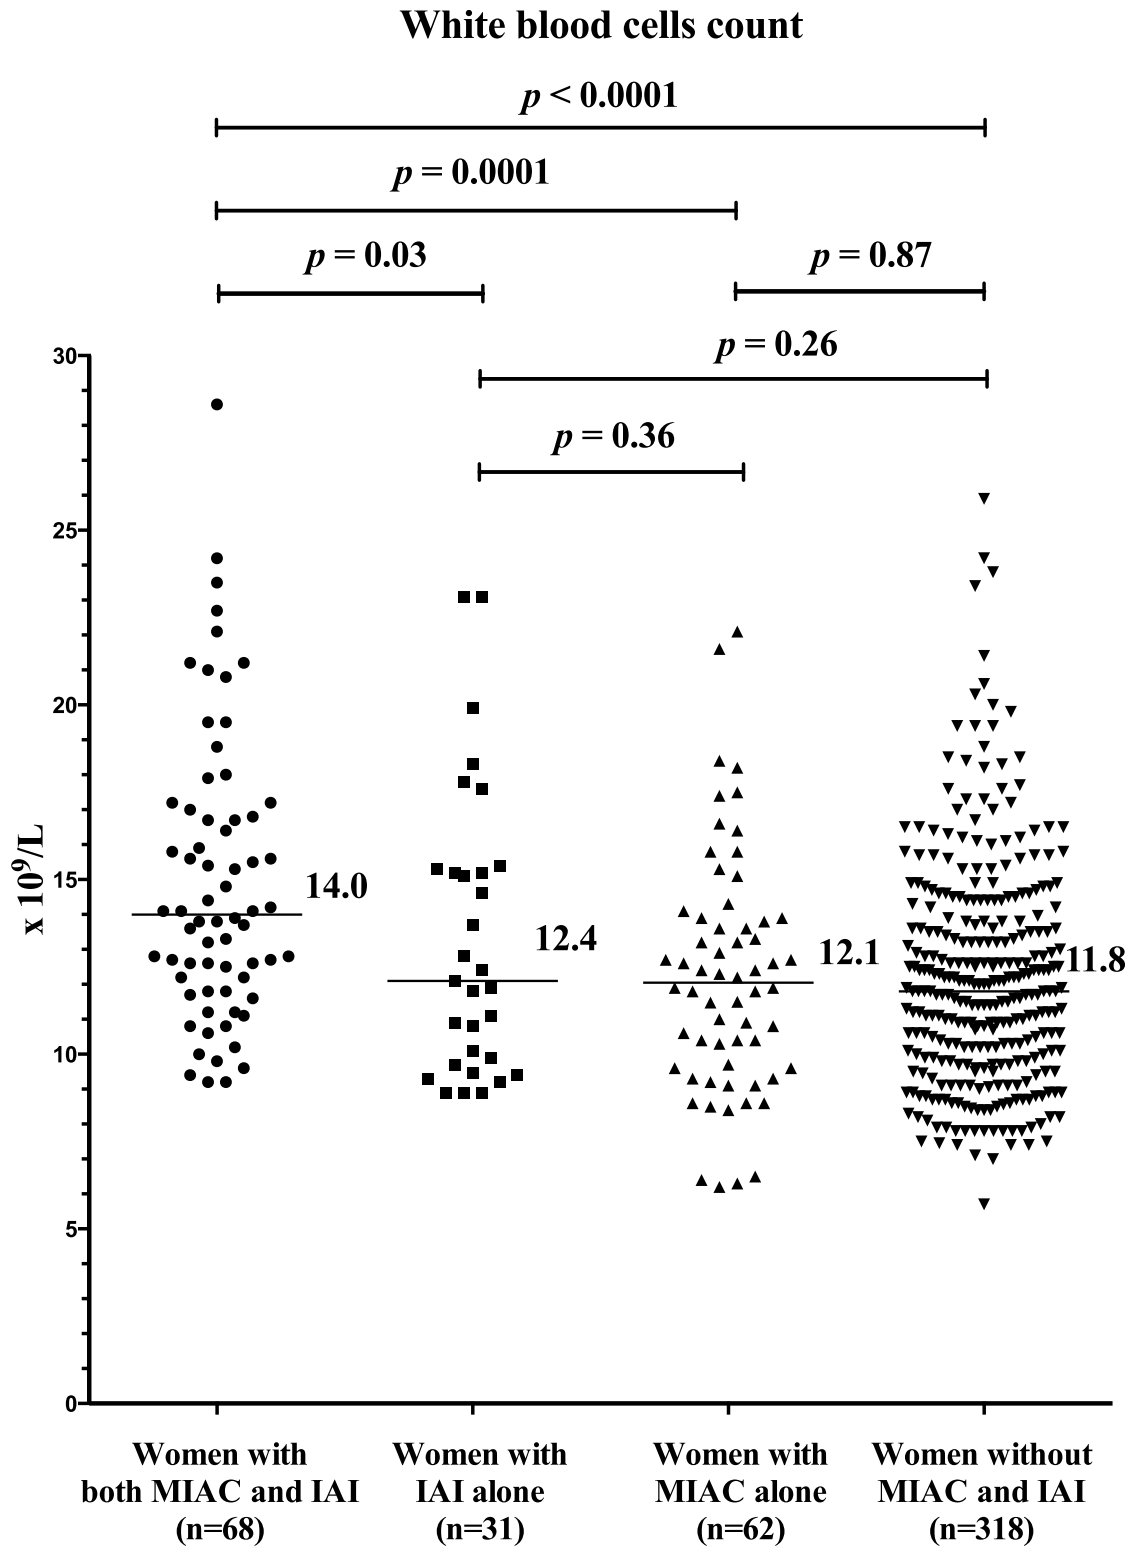 White blood cells count
p < 0.0001
p = 0.0001
p = 0.03
p = 0.87
p = 0.26
p = 0.36
30
25
20
15
10
5
0
x 10⁹/L
14.0
12.4
12.1
11.8
Women with
both MIAC and IAI
(n=68)
Women with
IAI alone
(n=31)
Women with
MIAC alone
(n=62)
Women without
MIAC and IAI
(n=318)